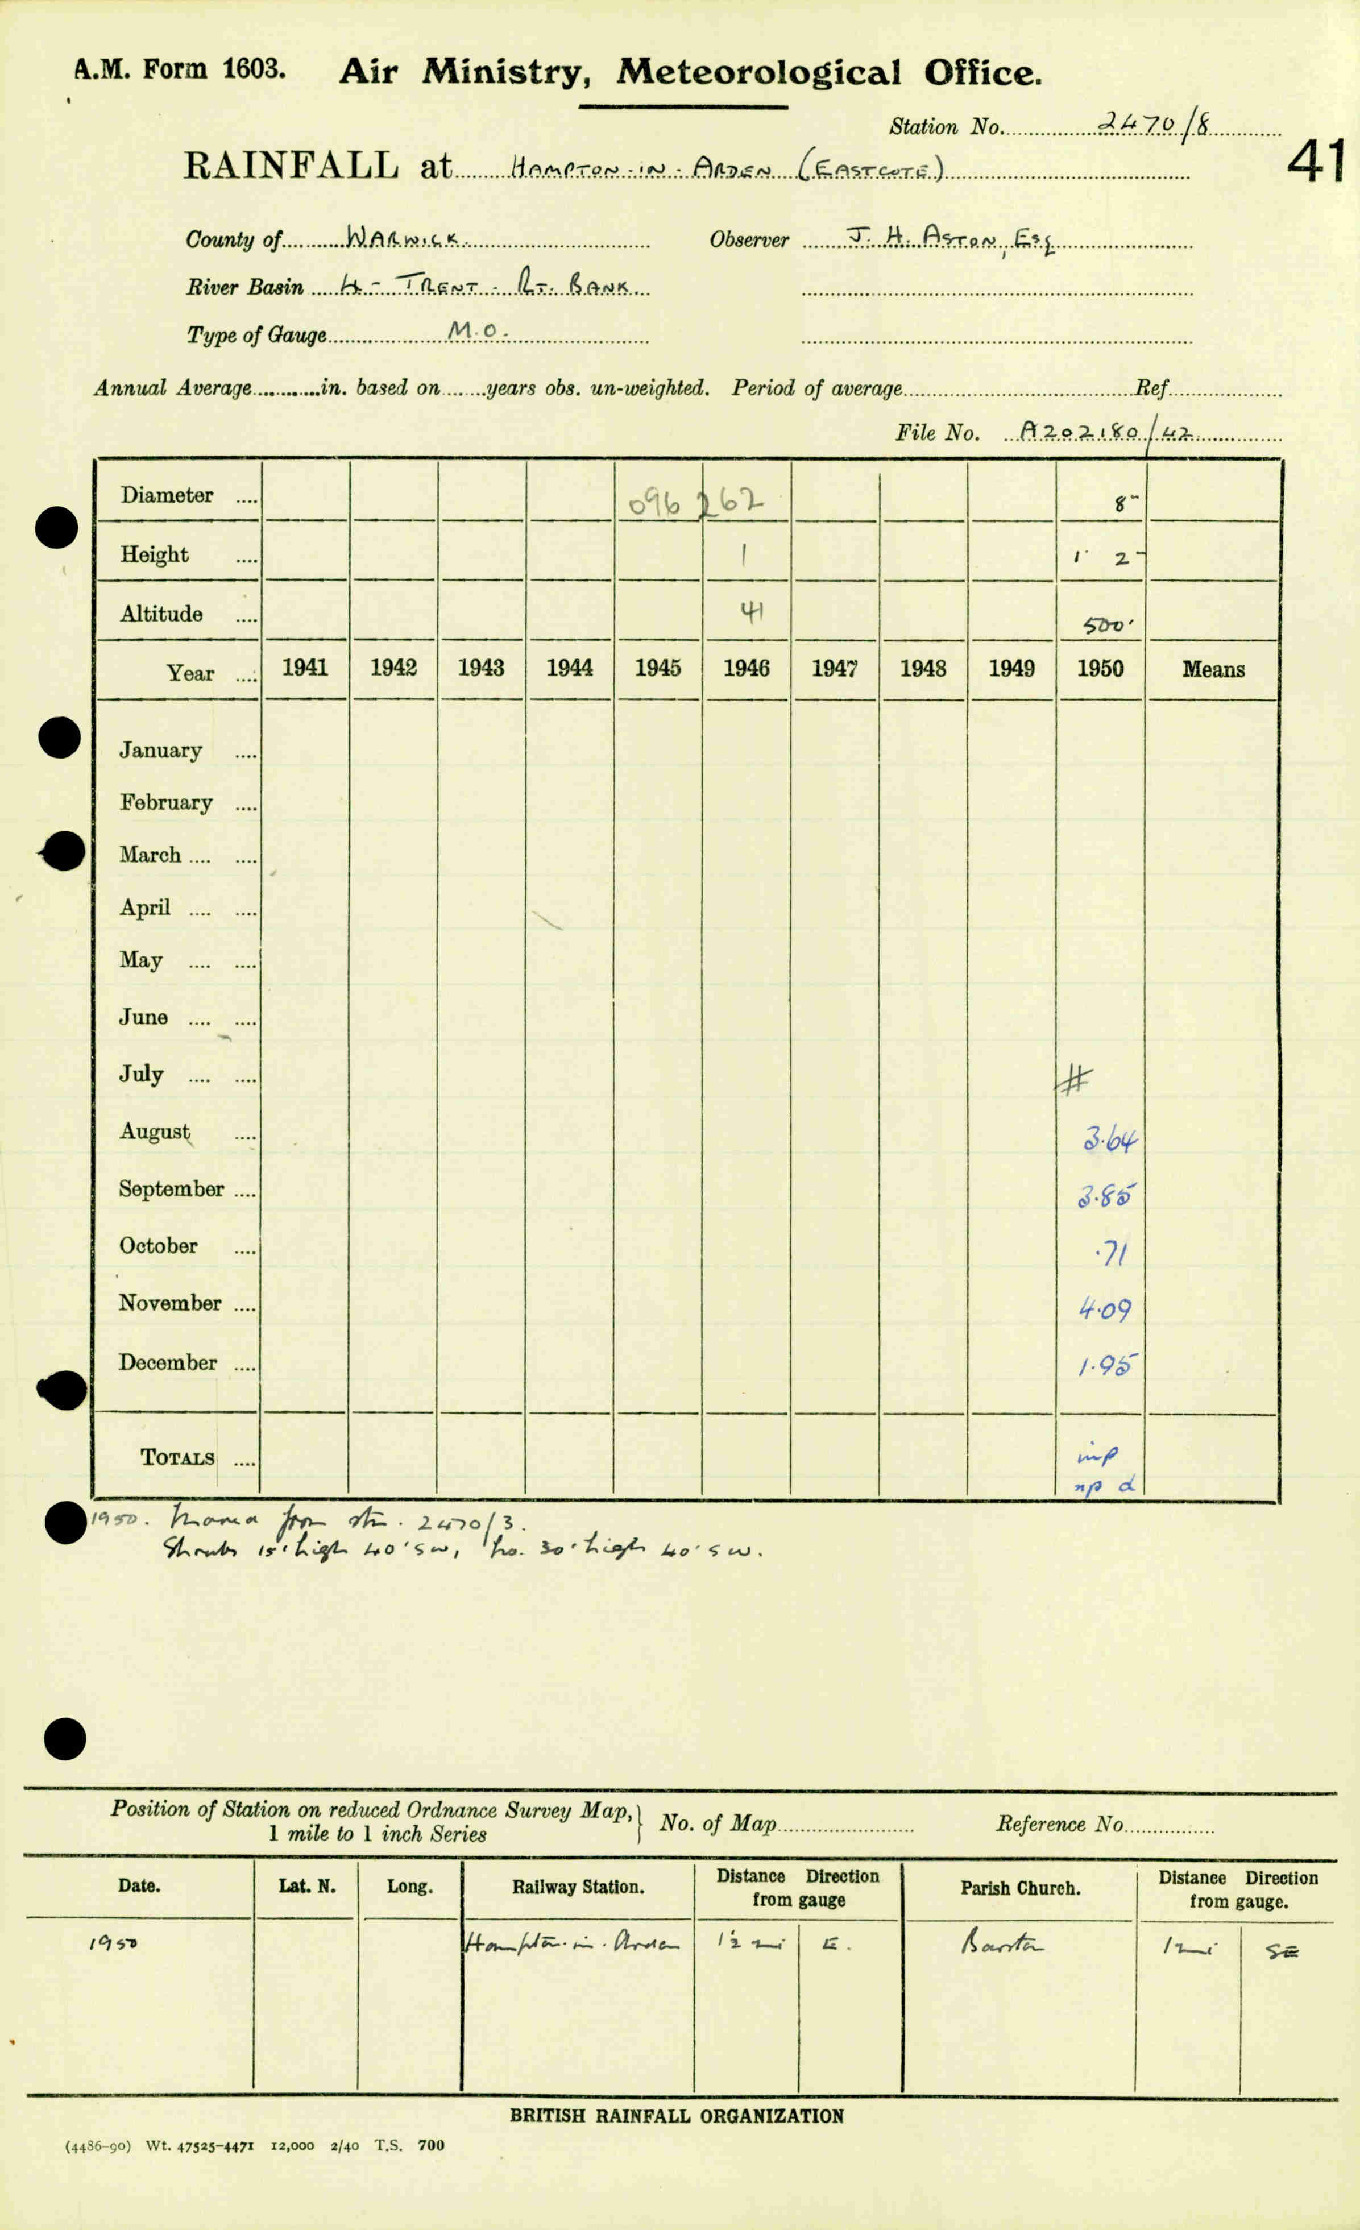 A.M. Form 1603. Air Ministry, Meteorological Office.
Station No. 2470/8
41
RAINFALL at HAMPTON-IN-ARDEN (EASTCOTE)
County of WARWICK. Observer J. H. ASTON, Esq
River Basin 4 - TRENT - RT. BANK
Type of Gauge M.O.
Annual Average in. based on years obs. un-weighted. Period of average Ref
File No. A202180/42
Diameter 096 262 8"
Height 1 1' 2"
Altitude 41 500'
Year 1941 1942 1943 1944 1945 1946 1947 1948 1949 1950 Means
January
February
March
April
May
June
July #
August 3.64
September 3.85
October .71
November 4.09
December 1.95
TOTALS imp
np d
1950. Moved from stn. 2470/3.
Shrubs 15' high 40' SW, ho. 30' high 40' SW.
Position of Station on reduced Ordnance Survey Map, } No. of Map Reference No.
1 mile to 1 inch Series
Date. Lat. N. Long. Railway Station. Distance Direction from gauge Parish Church. Distance Direction from gauge.
1950 Hampton-in-Arden 1½ mi E. Barston 1 mi SE
BRITISH RAINFALL ORGANIZATION
(4486-90) Wt. 47525-4471 12,000 2/40 T.S. 700